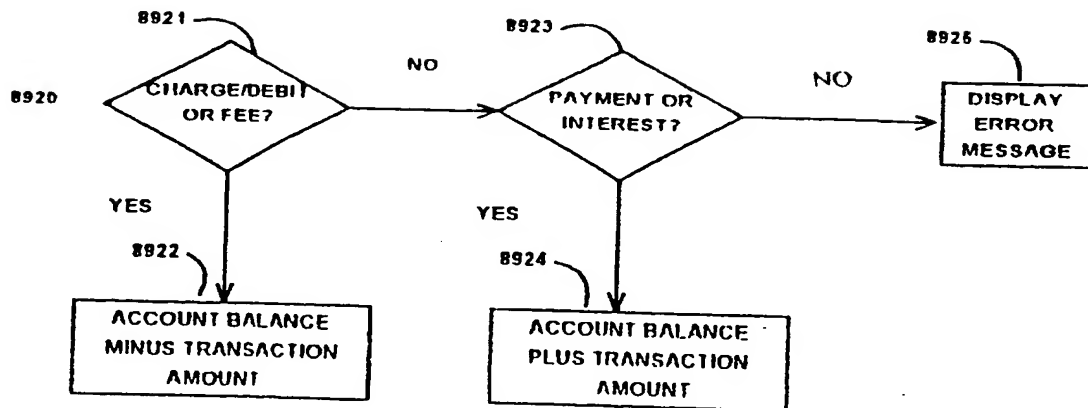 8921
8923
8925
8920
CHARGE/DEBIT
OR FEE?
NO
PAYMENT OR
INTEREST?
NO
DISPLAY
ERROR
MESSAGE
YES
YES
8922
8924
ACCOUNT BALANCE
MINUS TRANSACTION
AMOUNT
ACCOUNT BALANCE
PLUS TRANSACTION
AMOUNT